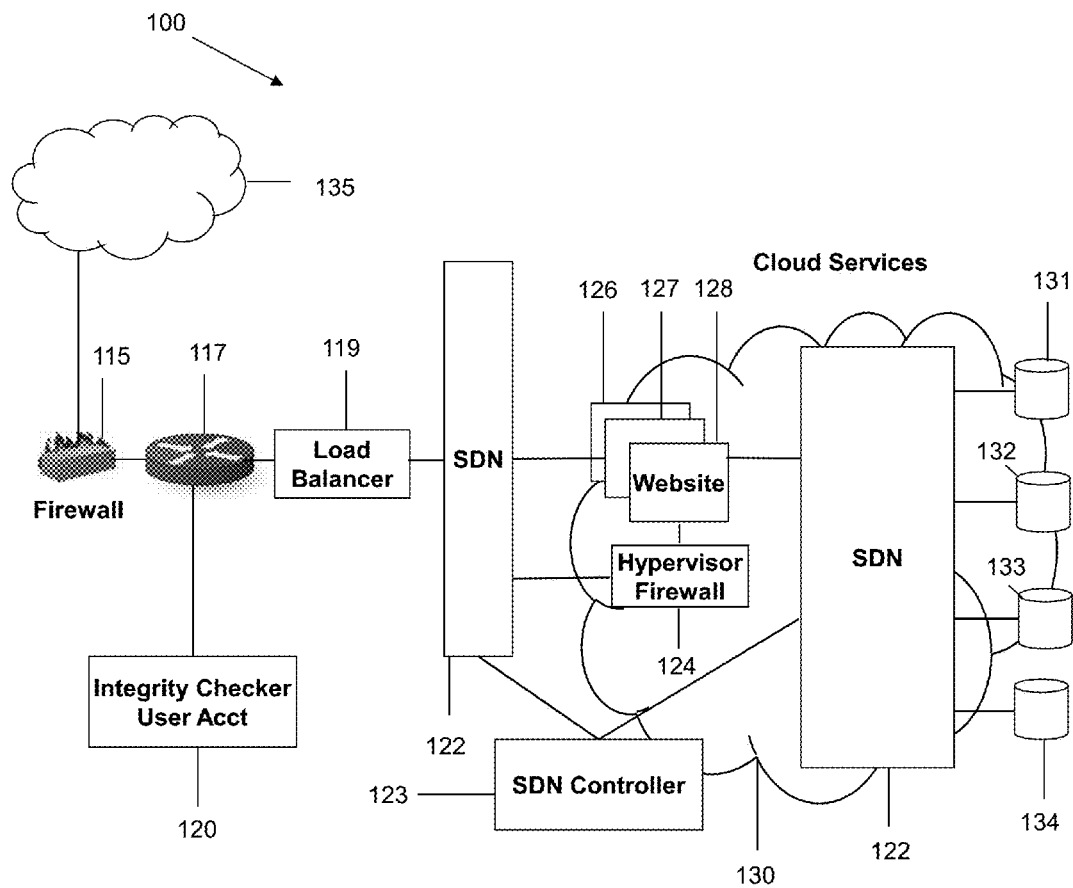 100
135
Cloud Services
126
127
128
131
115
117
119
Load
Balancer
SDN
Website
132
Firewall
Hypervisor
Firewall
SDN
133
124
Integrity Checker
User Acct
122
123
SDN Controller
120
130
122
134